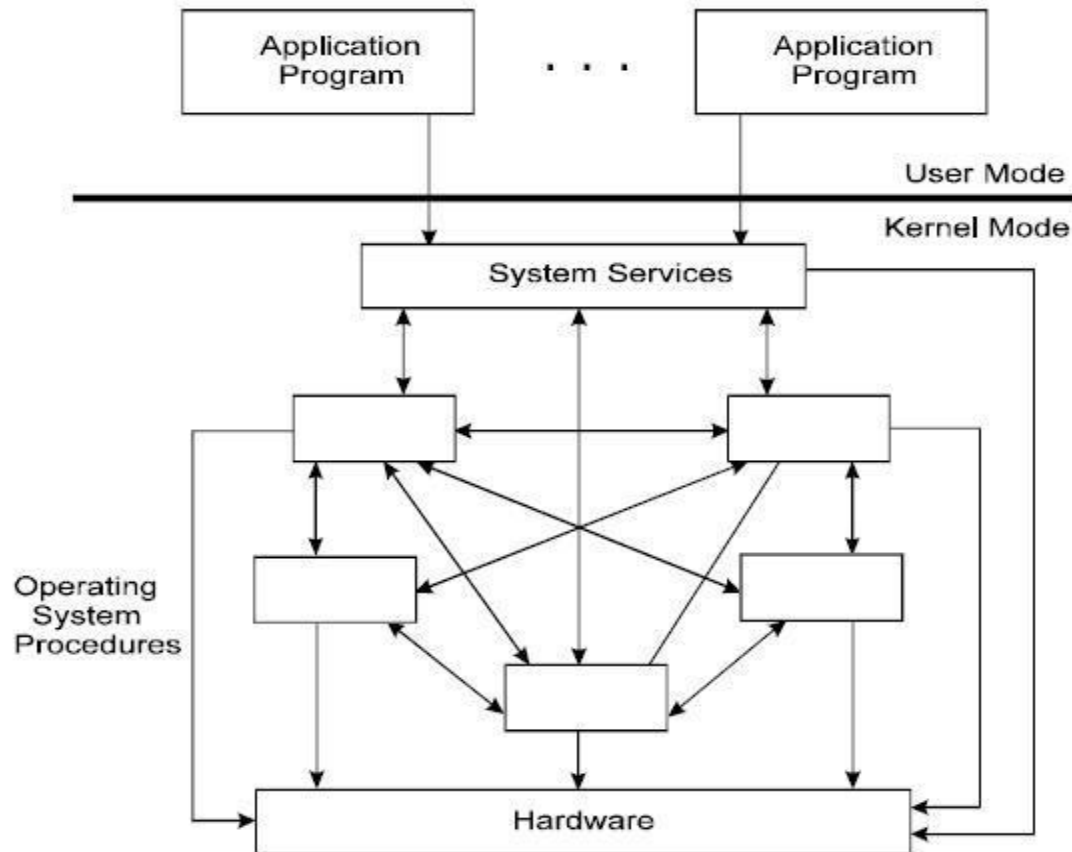 Application
Program
. . .
Application
Program
User Mode
Kernel Mode
System Services
Operating
System
Procedures
Hardware